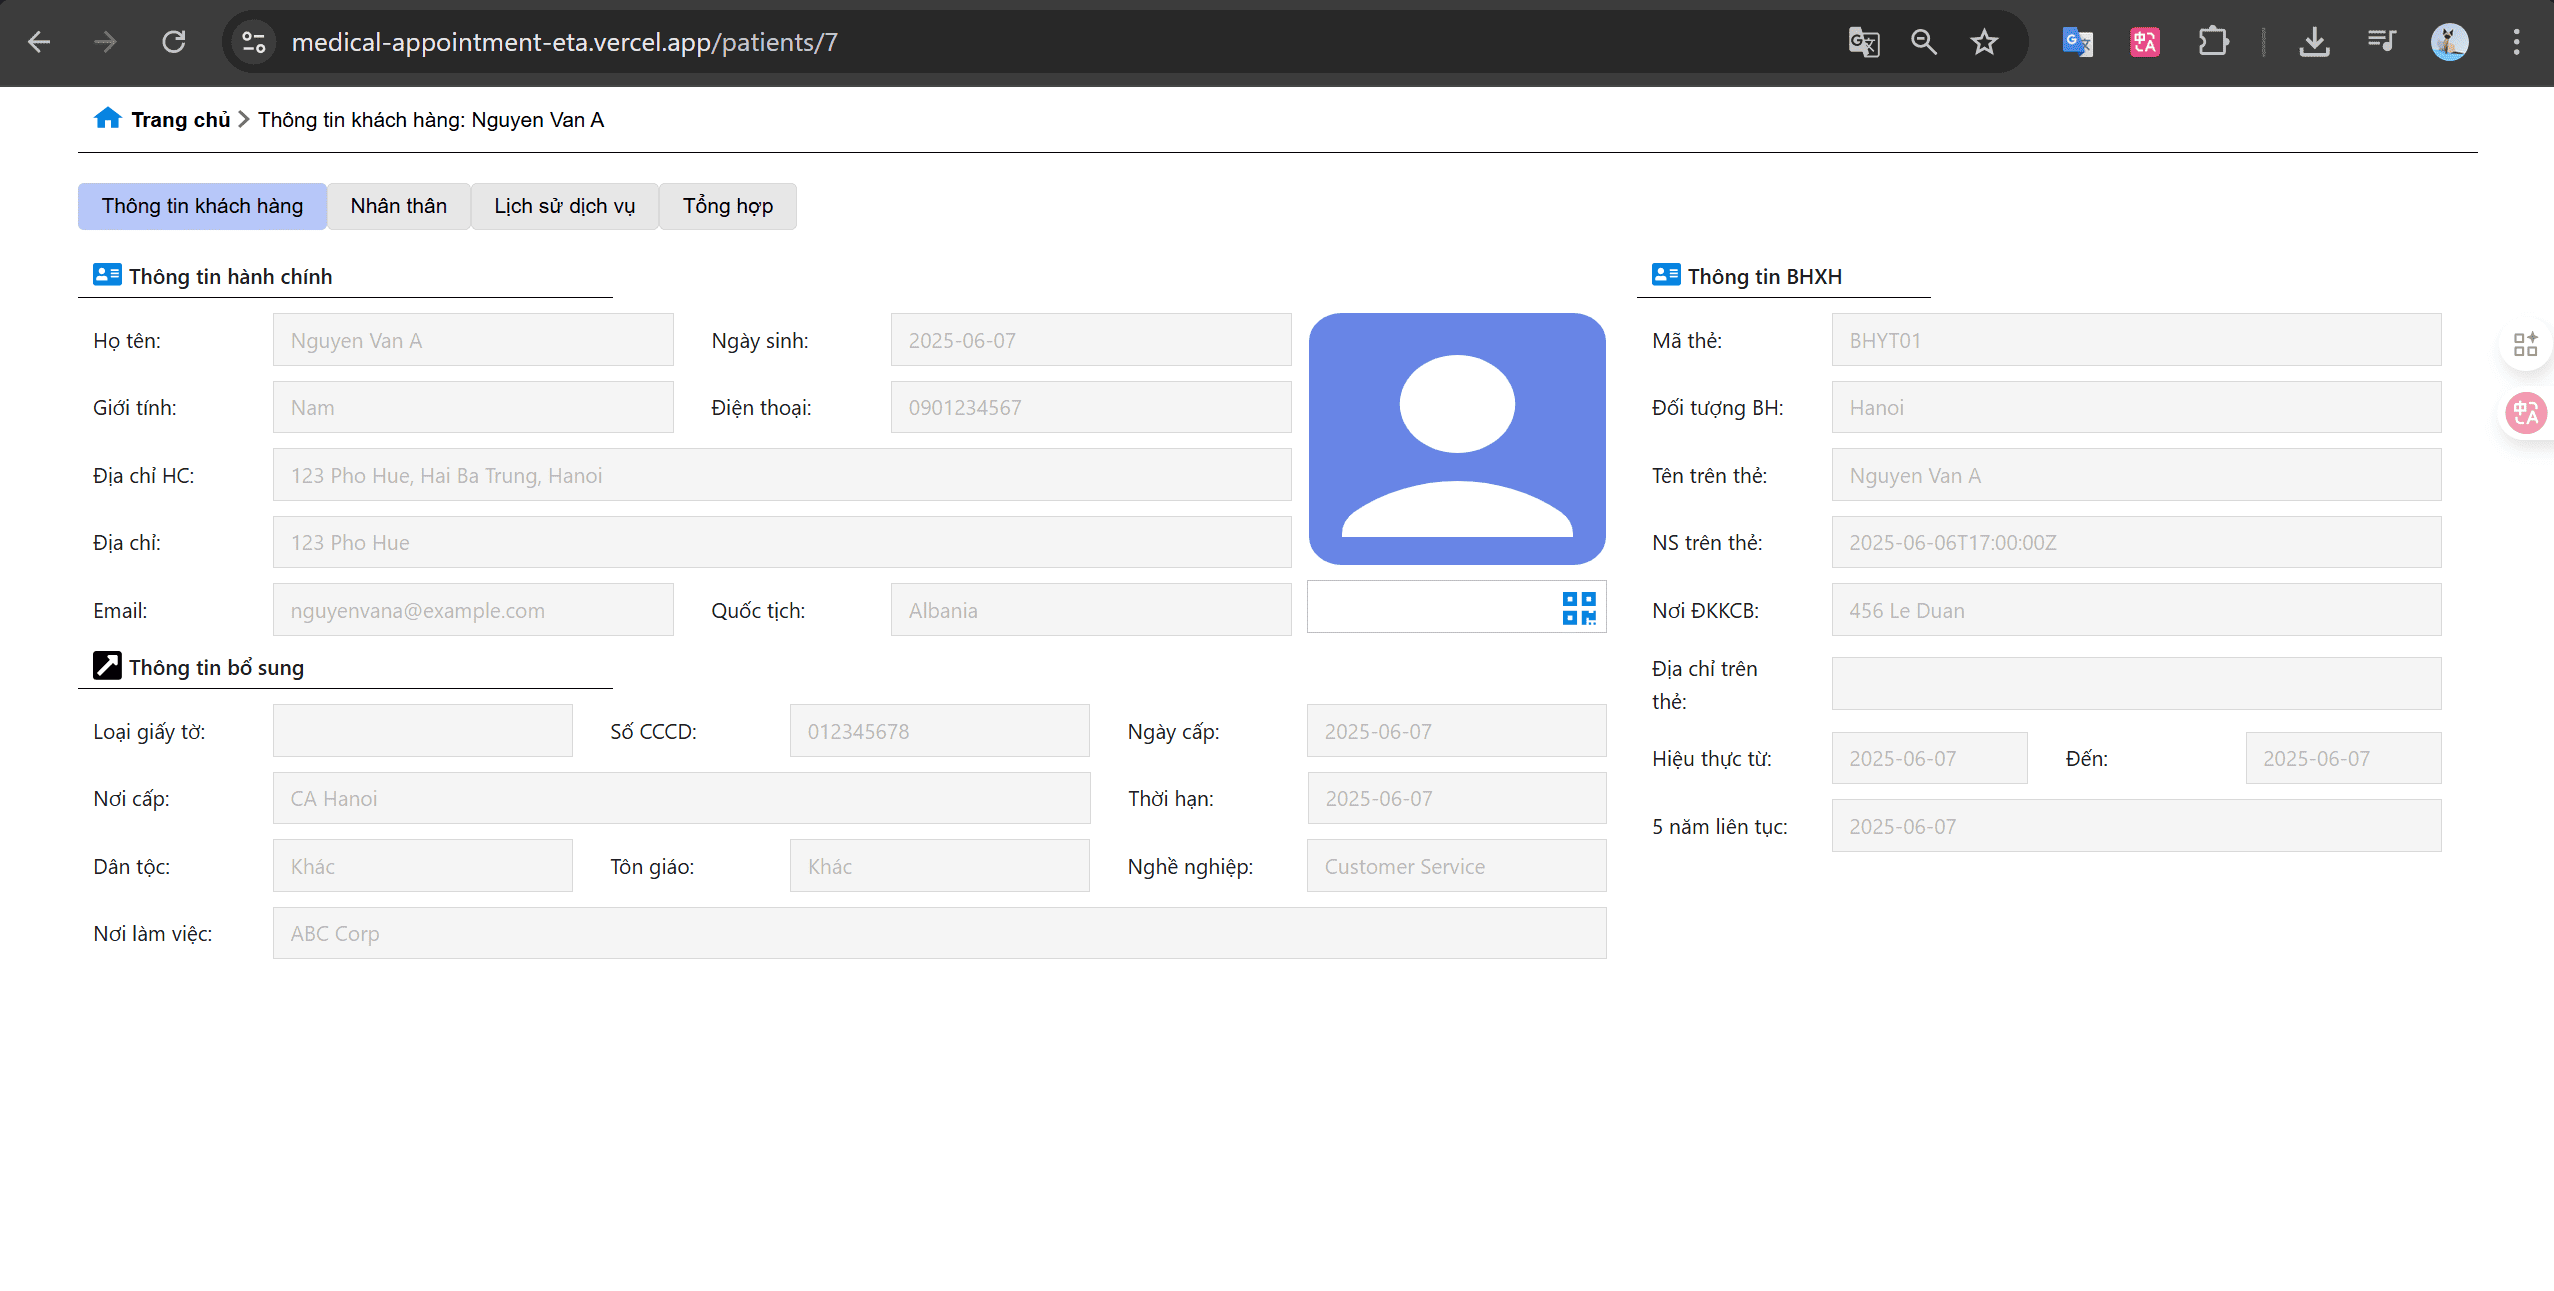 medical-appointment-eta.vercel.app/patients/7
Trang chủ > Thông tin khách hàng: Nguyen Van A
Thông tin khách hàng Nhân thân Lịch sử dịch vụ Tổng hợp
Thông tin hành chính
Họ tên: Nguyen Van A Ngày sinh: 2025-06-07
Giới tính: Nam Điện thoại: 0901234567
Địa chỉ HC: 123 Pho Hue, Hai Ba Trung, Hanoi
Địa chỉ: 123 Pho Hue
Email: nguyenvana@example.com Quốc tịch: Albania
Thông tin bổ sung
Loại giấy tờ: Số CCCD: 012345678 Ngày cấp: 2025-06-07
Nơi cấp: CA Hanoi Thời hạn: 2025-06-07
Dân tộc: Khác Tôn giáo: Khác Nghề nghiệp: Customer Service
Nơi làm việc: ABC Corp
Thông tin BHXH
Mã thẻ: BHYT01
Đối tượng BH: Hanoi
Tên trên thẻ: Nguyen Van A
NS trên thẻ: 2025-06-06T17:00:00Z
Nơi ĐKKCB: 456 Le Duan
Địa chỉ trên
thẻ:
Hiệu thực từ: 2025-06-07 Đến: 2025-06-07
5 năm liên tục: 2025-06-07